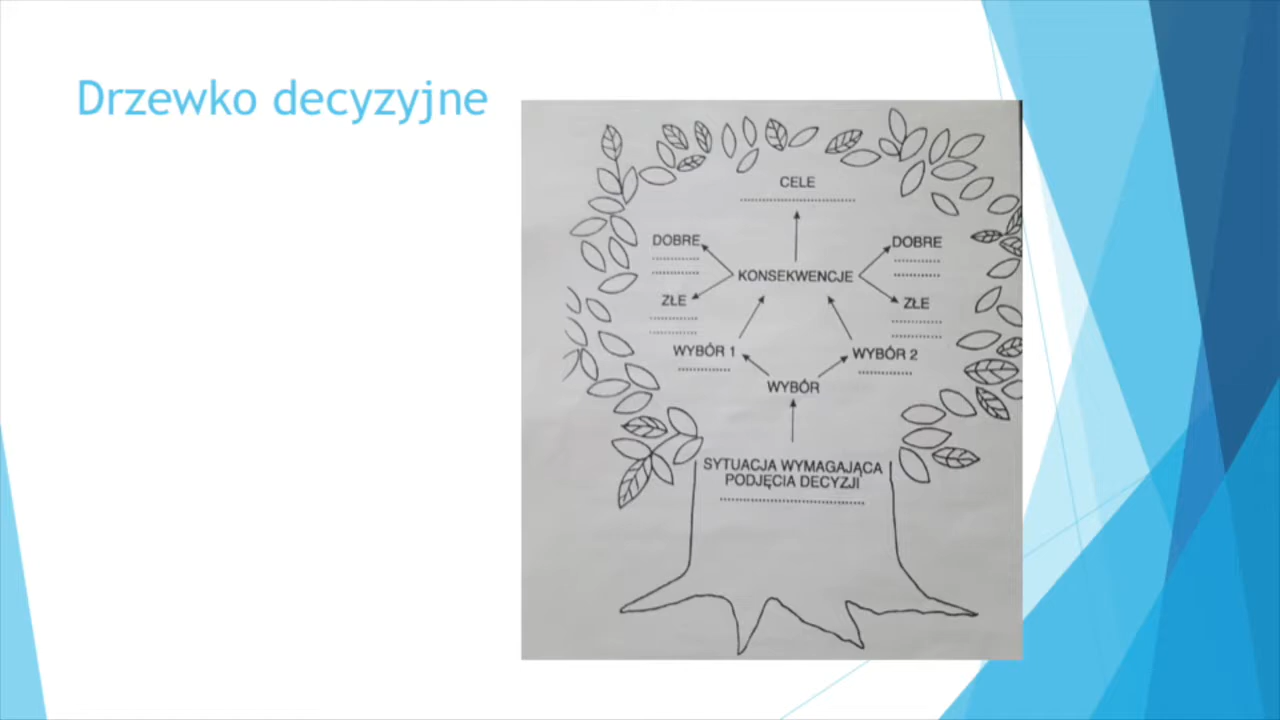 Drzewko decyzyjne
CELE
DOBRE
DOBRE
KONSEKWENCJE
ZŁE
ZŁE
WYBÓR 1
WYBÓR 2
WYBÓR
SYTUACJA WYMAGAJĄCA
PODJĘCIA DECYZJI